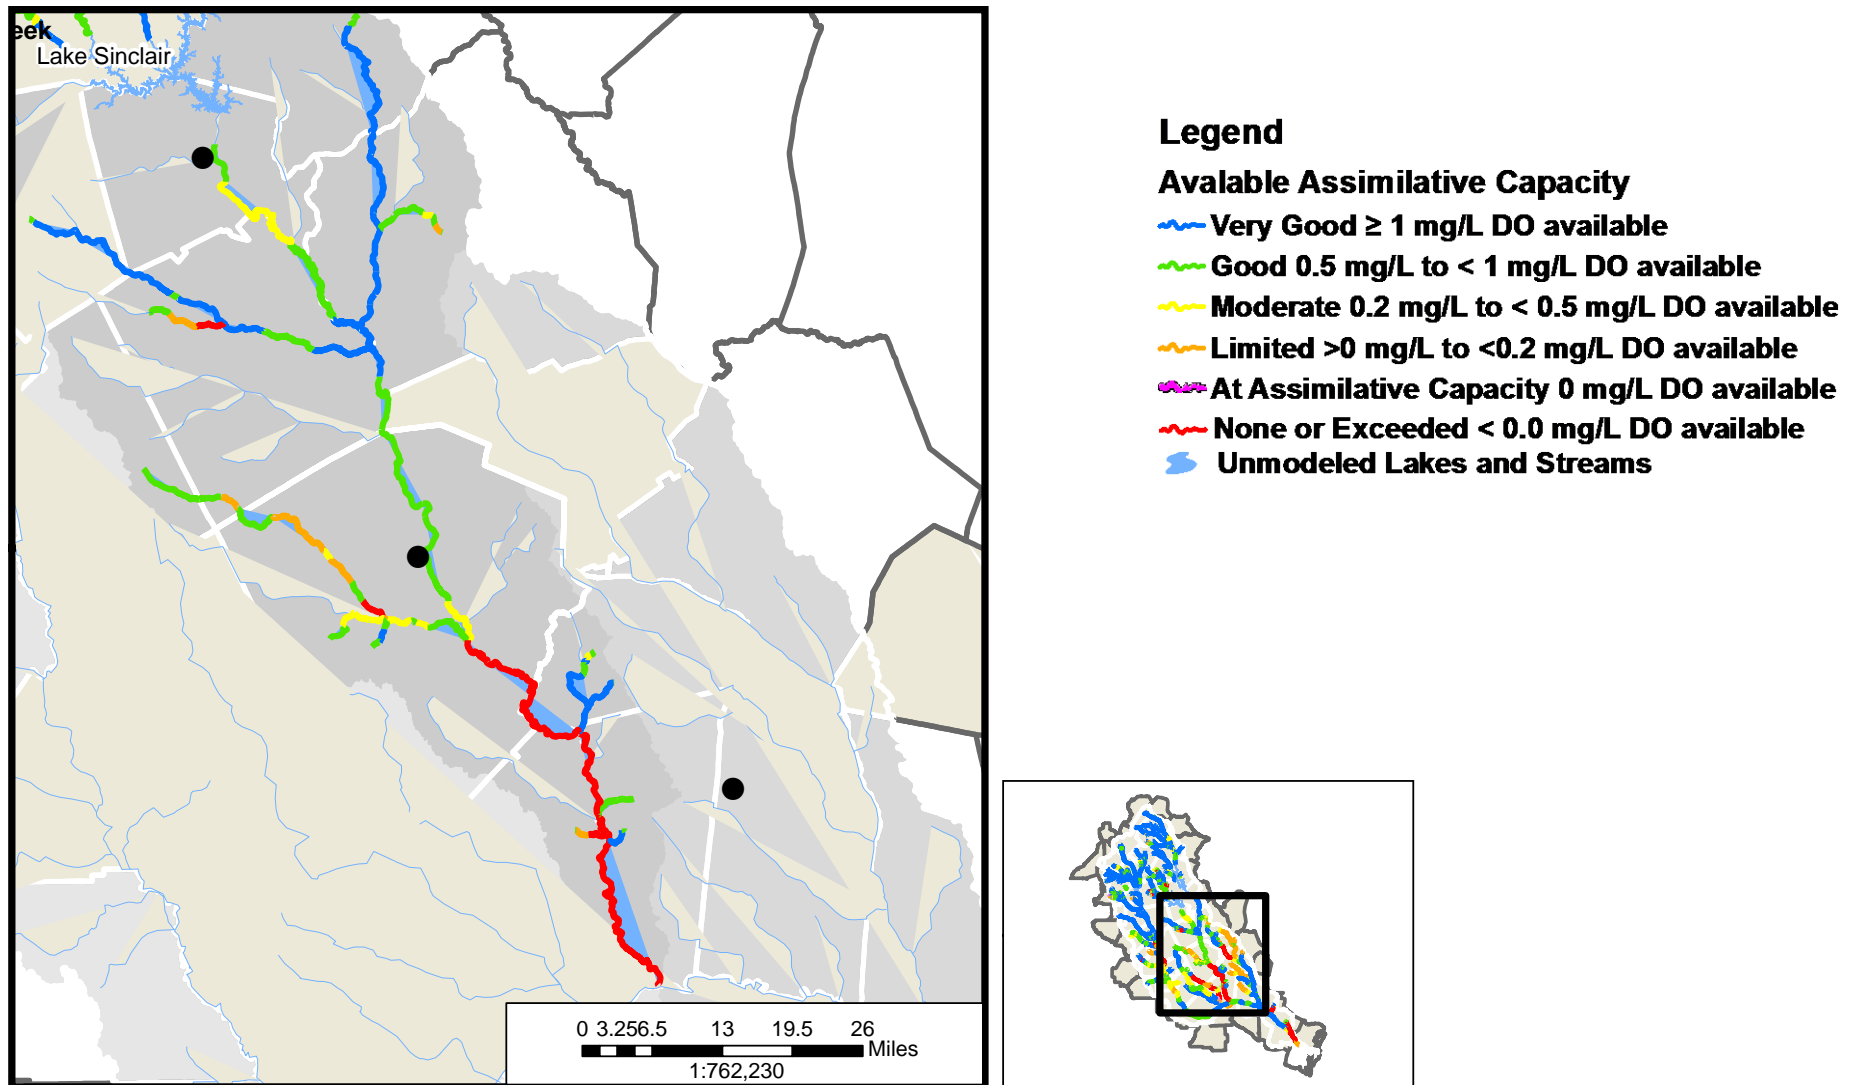 eek
Lake Sinclair
Legend
Avalable Assimilative Capacity
Very Good ≥ 1 mg/L DO available
Good 0.5 mg/L to < 1 mg/L DO available
Moderate 0.2 mg/L to < 0.5 mg/L DO available
Limited >0 mg/L to <0.2 mg/L DO available
At Assimilative Capacity 0 mg/L DO available
None or Exceeded < 0.0 mg/L DO available
Unmodeled Lakes and Streams
0 3.256.5 13 19.5 26
Miles
1:762,230